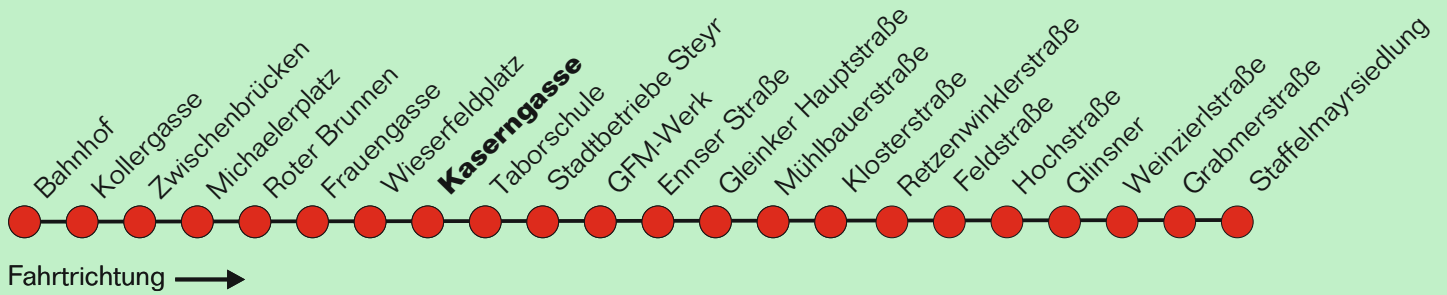 Bahnhof
Kollergasse
Zwischenbrücken
Michaelerplatz
Roter Brunnen
Frauengasse
Wieserfeldplatz
Kaserngasse
Taborschule
Stadtbetriebe Steyr
GFM-Werk
Ennser Straße
Gleinker Hauptstraße
Mühlbauerstraße
Klosterstraße
Retzenwinklerstraße
Feldstraße
Hochstraße
Glinsner
Weinzierlstraße
Grabmerstraße
Staffelmayrsiedlung
Fahrtrichtung